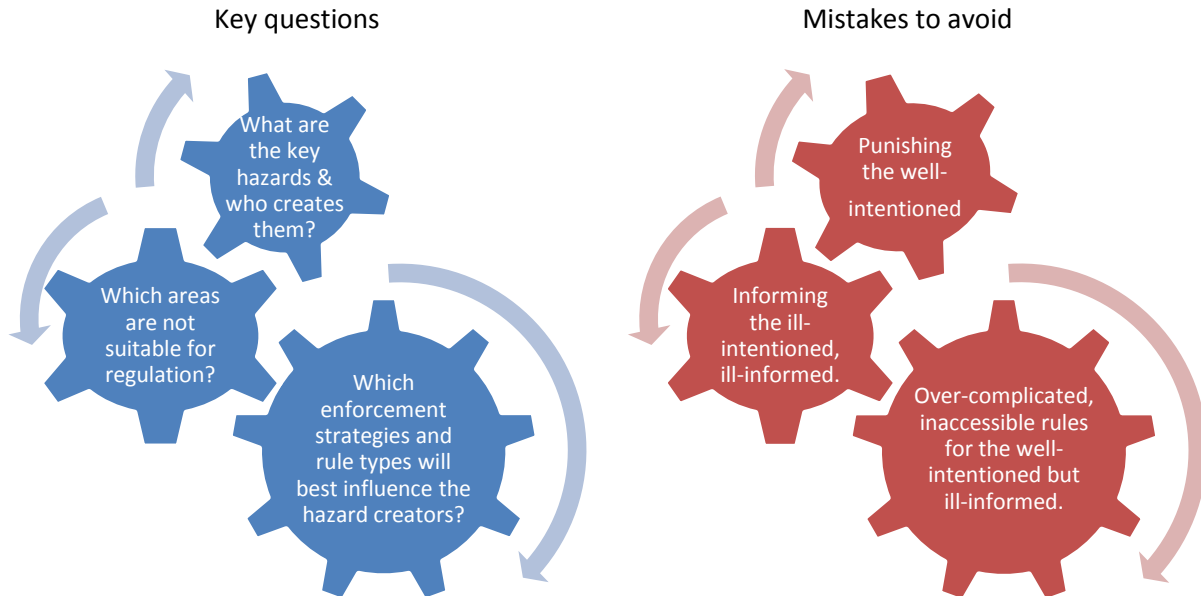 Key questions
What are
the key
hazards &
who creates
them?
Which areas
are not
suitable for
regulation?
Which
enforcement
strategies and
rule types will
best influence the
hazard creators?
Mistakes to avoid
Punishing
the well-
intentioned
Informing
the ill-
intentioned,
ill-informed.
Over-complicated,
inaccessible rules
for the well-
intentioned but
ill-informed.